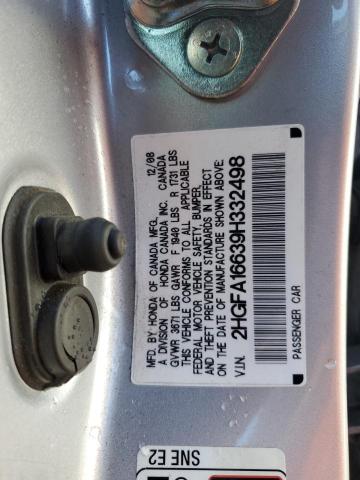 MFD. BY HONDA OF CANADA MFG. 12/08
A DIVISION OF HONDA CANADA INC. CANADA
GVWR 3671 LBS GAWR F 1940 LBS R 1731 LBS
THIS VEHICLE CONFORMS TO ALL APPLICABLE
FEDERAL MOTOR VEHICLE SAFETY, BUMPER,
AND THEFT PREVENTION STANDARDS IN EFFECT
ON THE DATE OF MANUFACTURE SHOWN ABOVE.
V.I.N. 2HGFA16639H332498
PASSENGER CAR
SNE E2